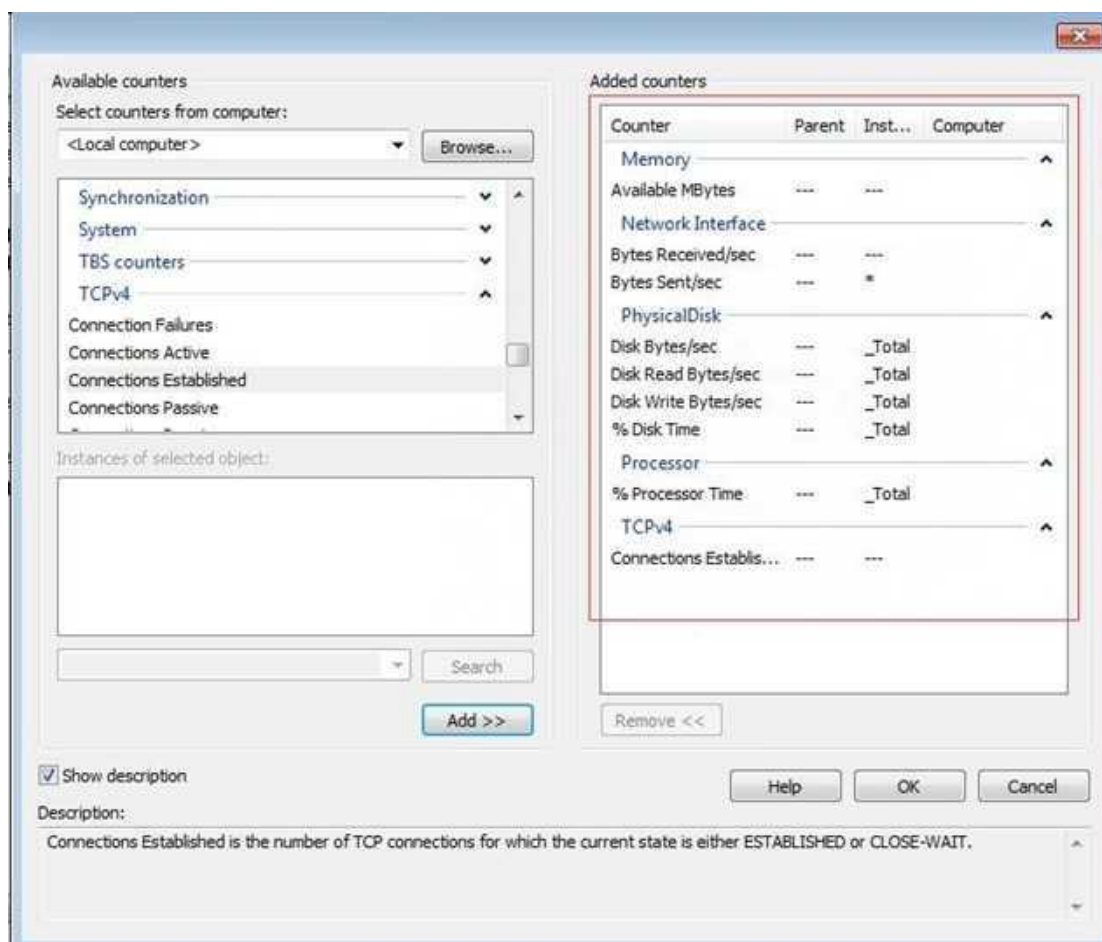 Available counters
Select counters from computer:
<Local computer>
Browse...
Synchronization
System
TBS counters
TCPv4
Connection Failures
Connections Active
Connections Established
Connections Passive
Instances of selected object:
Search
Add >>
Added counters
Counter Parent Inst... Computer
Memory
Available MBytes --- ---
Network Interface
Bytes Received/sec --- ---
Bytes Sent/sec --- *
PhysicalDisk
Disk Bytes/sec --- _Total
Disk Read Bytes/sec --- _Total
Disk Write Bytes/sec --- _Total
% Disk Time --- _Total
Processor
% Processor Time --- _Total
TCPv4
Connections Establis... --- ---
Remove <<
Show description
Help
OK
Cancel
Description:
Connections Established is the number of TCP connections for which the current state is either ESTABLISHED or CLOSE-WAIT.